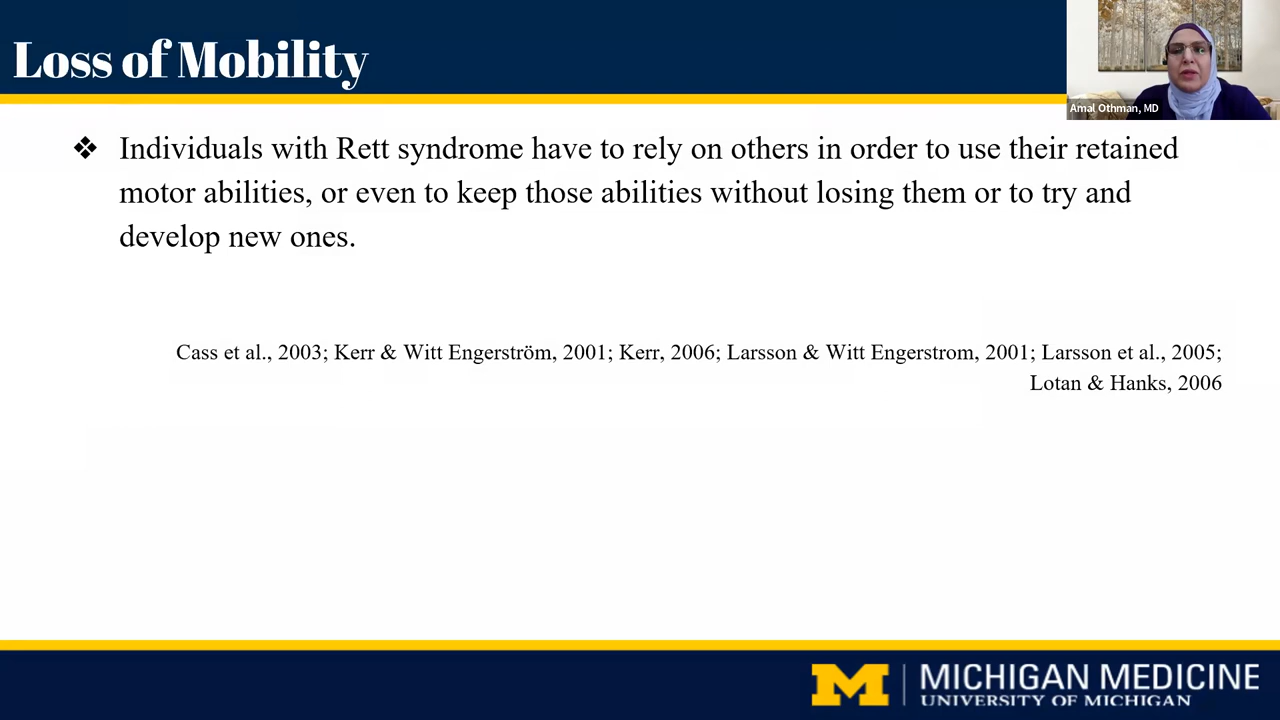 Loss of Mobility
Amal Othman, MD
❖ Individuals with Rett syndrome have to rely on others in order to use their retained
motor abilities, or even to keep those abilities without losing them or to try and
develop new ones.
Cass et al., 2003; Kerr & Witt Engerström, 2001; Kerr, 2006; Larsson & Witt Engerstrom, 2001; Larsson et al., 2005;
Lotan & Hanks, 2006
M | MICHIGAN MEDICINE
UNIVERSITY OF MICHIGAN